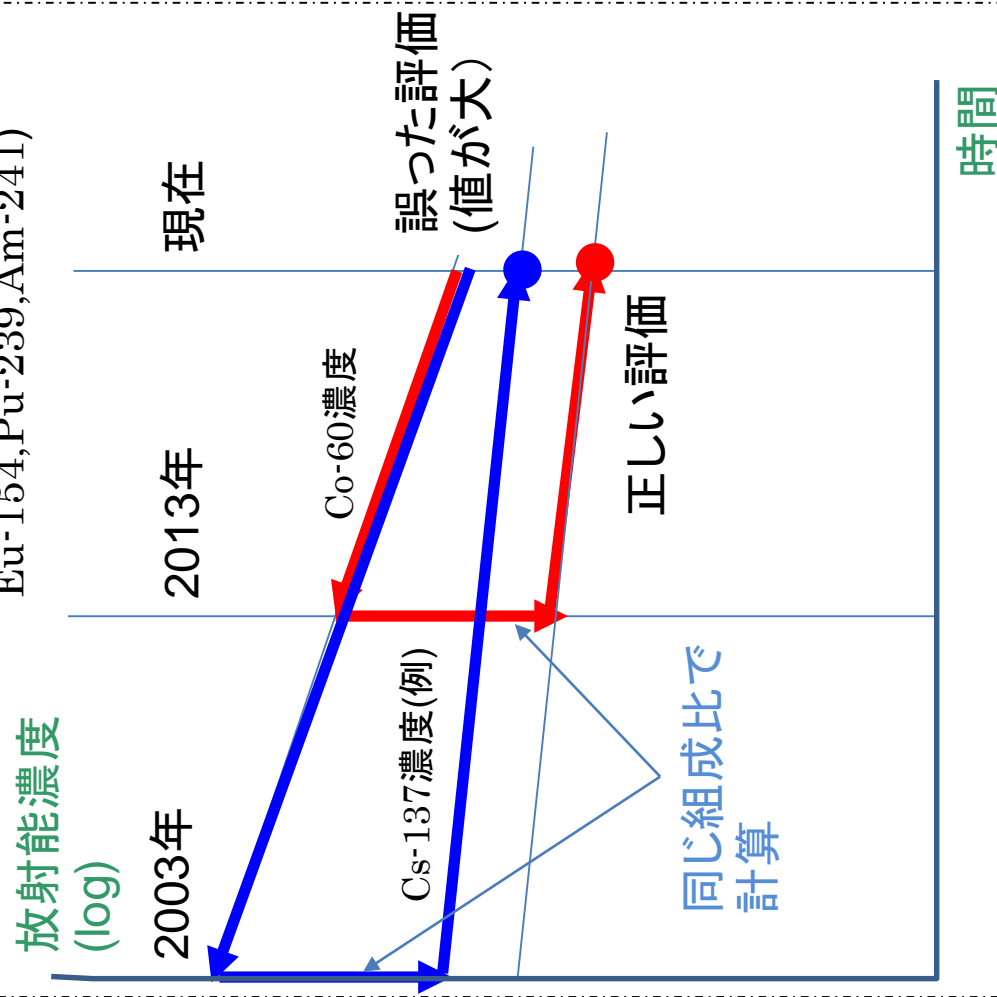 Eu-154,Pu-239,Am-241)
放射能濃度
(log)
2003年
2013年
現在
Co-60濃度
誤った評価
(値が大)
Cs-137濃度(例)
正しい評価
同じ組成比で
計算
時間